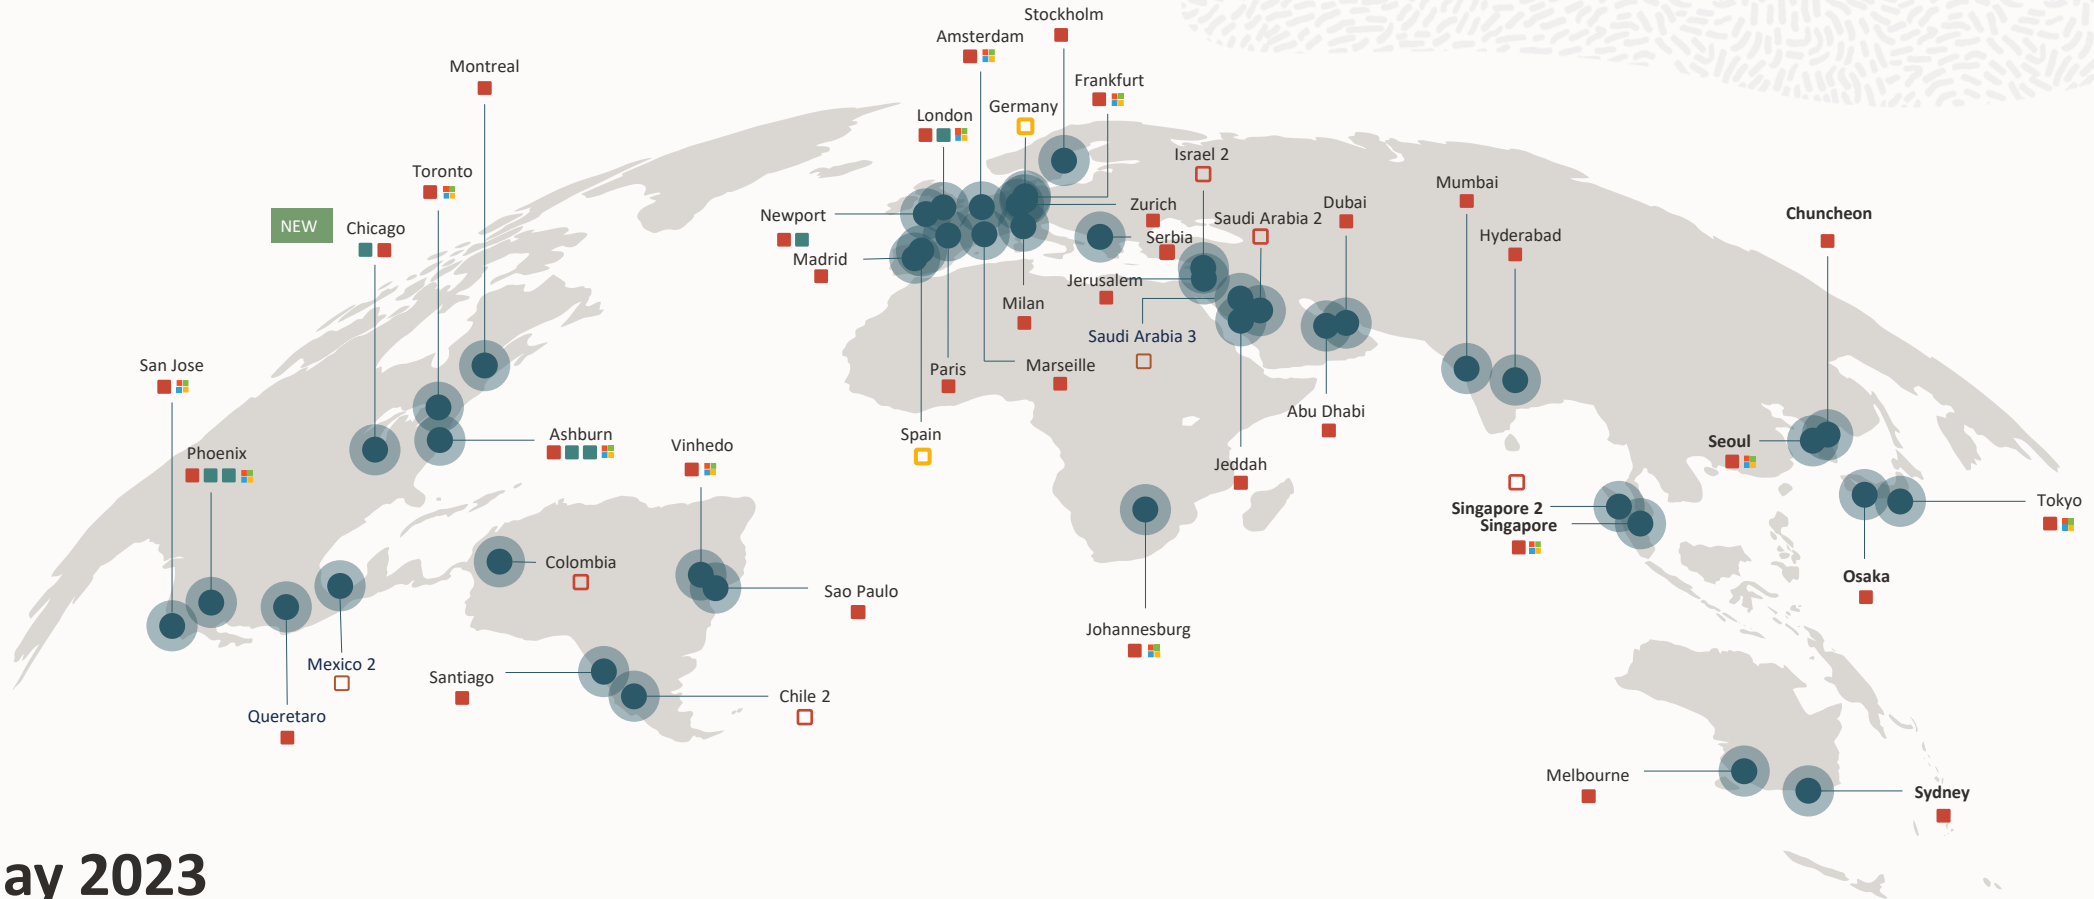 Stockholm
Amsterdam
Montreal
Frankfurt
Germany
London
Israel 2
Toronto
Mumbai
Dubai
Zurich
Newport
Saudi Arabia 2
Chuncheon
NEW
Chicago
Serbia
Hyderabad
Madrid
Jerusalem
Milan
Saudi Arabia 3
San Jose
Paris
Marseille
Abu Dhabi
Ashburn
Spain
Vinhedo
Seoul
Phoenix
Jeddah
Singapore 2
Singapore
Tokyo
Colombia
Osaka
Sao Paulo
Johannesburg
Mexico 2
Santiago
Chile 2
Queretaro
Melbourne
Sydney
ay 2023